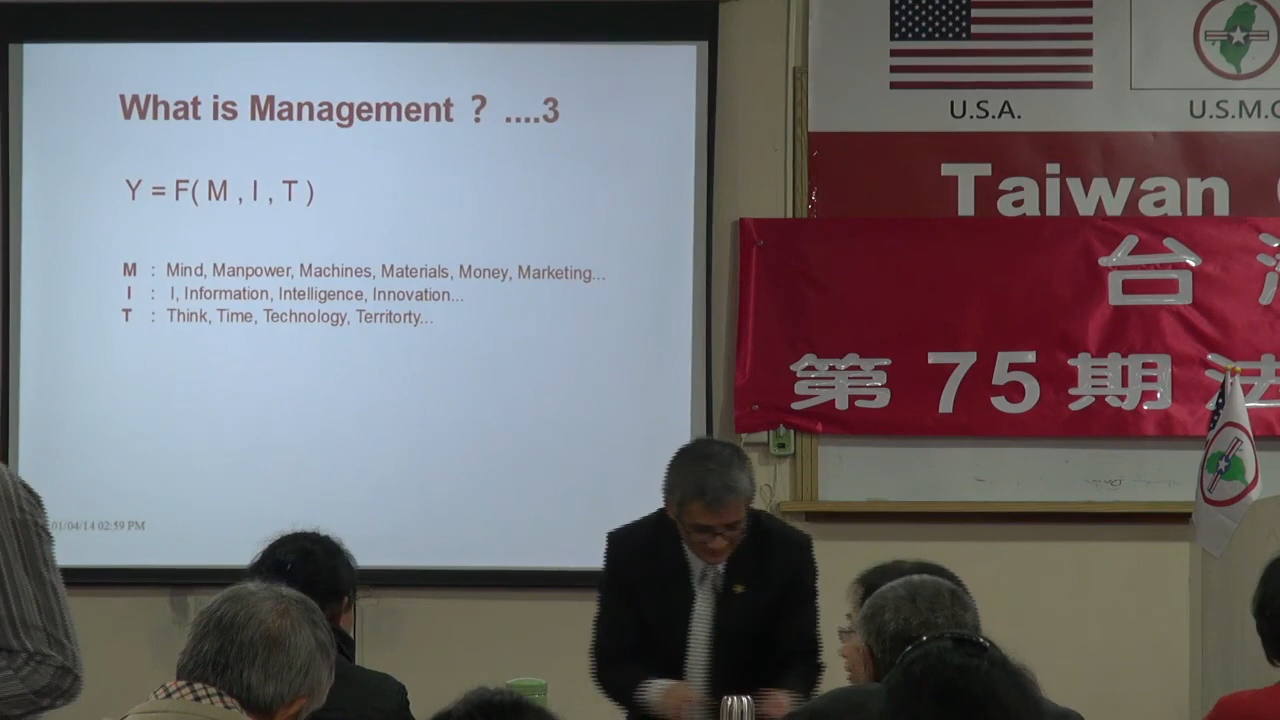 What is Management ? ....3
Y = F( M , I , T )
M : Mind, Manpower, Machines, Materials, Money, Marketing...
I : I, Information, Intelligence, Innovation...
T : Think, Time, Technology, Territorty...
01/04/14 02:59 PM
U.S.A.
U.S.M.G
Taiwan
台
第 75 期 法